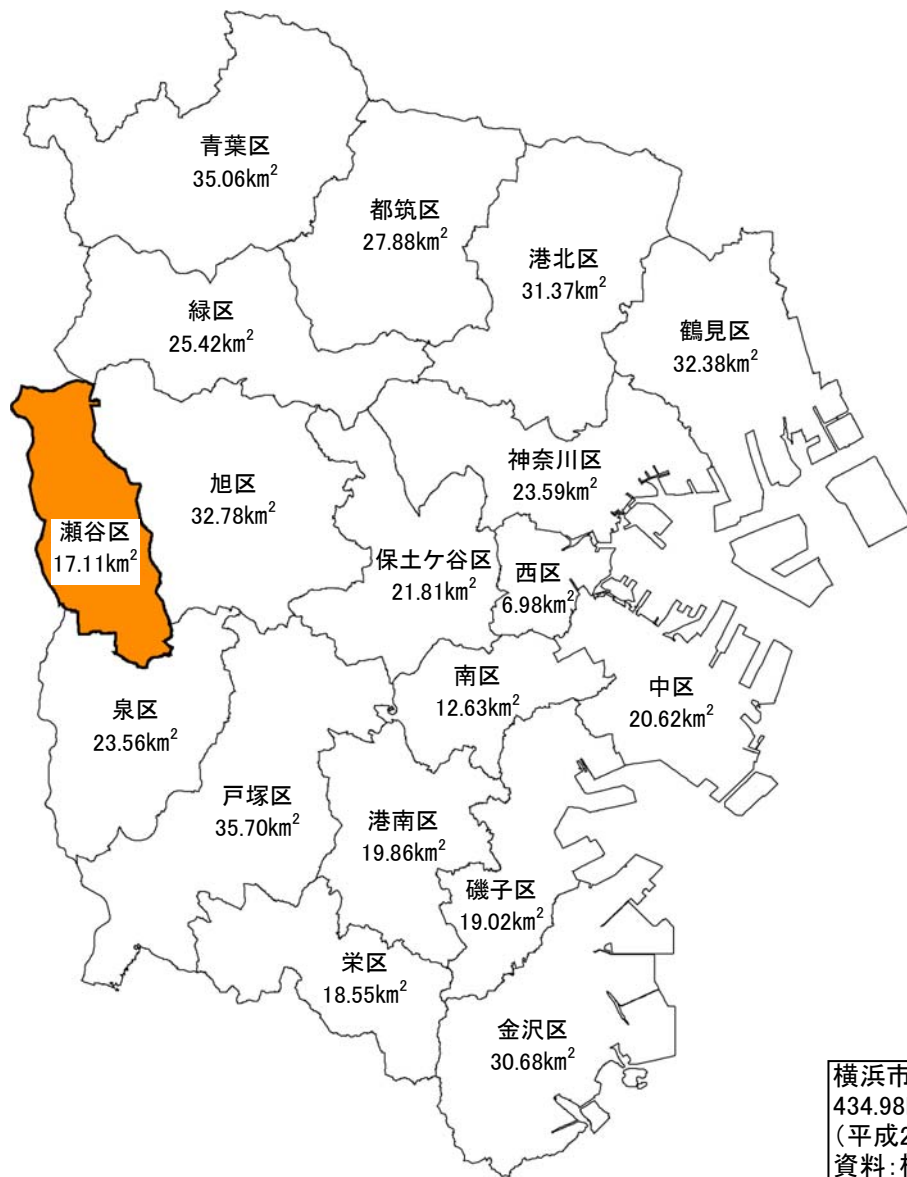 青葉区
35.06km²
都筑区
27.88km²
港北区
31.37km²
緑区
25.42km²
鶴見区
32.38km²
神奈川区
23.59km²
旭区
32.78km²
瀬谷区
17.11km²
保土ケ谷区
21.81km²
西区
6.98km²
南区
12.63km²
中区
20.62km²
泉区
23.56km²
戸塚区
35.70km²
港南区
19.86km²
磯子区
19.02km²
栄区
18.55km²
金沢区
30.68km²
横浜市
434.98
(平成2
資料: